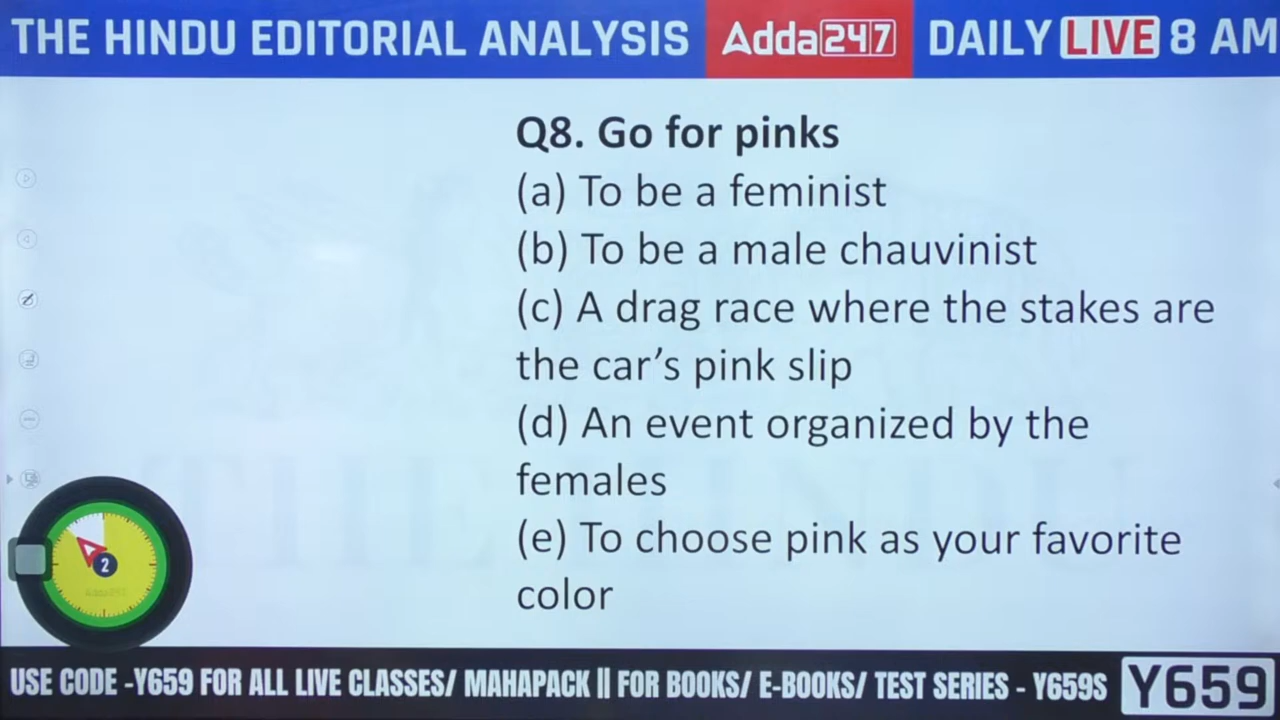 THE HINDU EDITORIAL ANALYSIS Adda247 DAILY LIVE 8 AM
Q8. Go for pinks
(a) To be a feminist
(b) To be a male chauvinist
(c) A drag race where the stakes are
the car’s pink slip
(d) An event organized by the
females
(e) To choose pink as your favorite
color
2
Adda247
THE HINDU
USE CODE -Y659 FOR ALL LIVE CLASSES/ MAHAPACK || FOR BOOKS/ E-BOOKS/ TEST SERIES - Y659S Y659